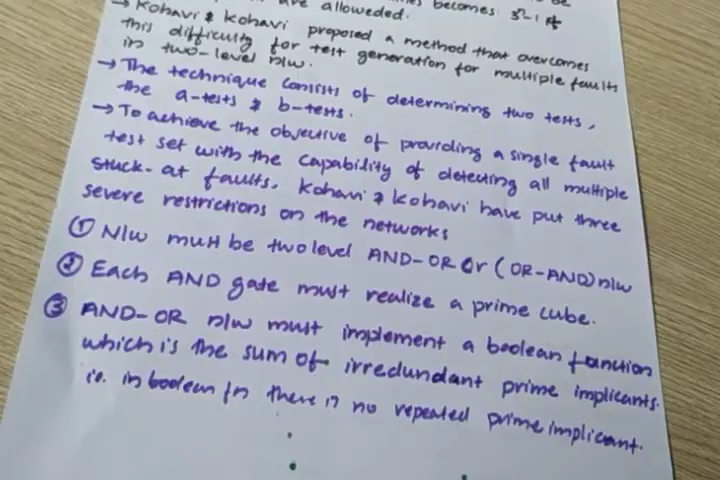 are alloweded.
becomes 3ⁿ-1 if
→ Kohavi & Kohavi proposed a method that overcomes
this difficulty for test generation for multiple faults
in two-level n/w.
→ The technique consists of determining two tests,
the a-tests & b-tests.
→ To achieve the objective of providing a single fault
test set with the capability of detecting all multiple
stuck-at faults, Kohavi & Kohavi have put three
severe restrictions on the networks
① N/w must be two level AND-OR or (OR-AND) n/w
② Each AND gate must realize a prime cube.
③ AND-OR n/w must implement a boolean function
which is the sum of irredundant prime implicants.
i.e. in boolean fn there is no repeated prime implicant.